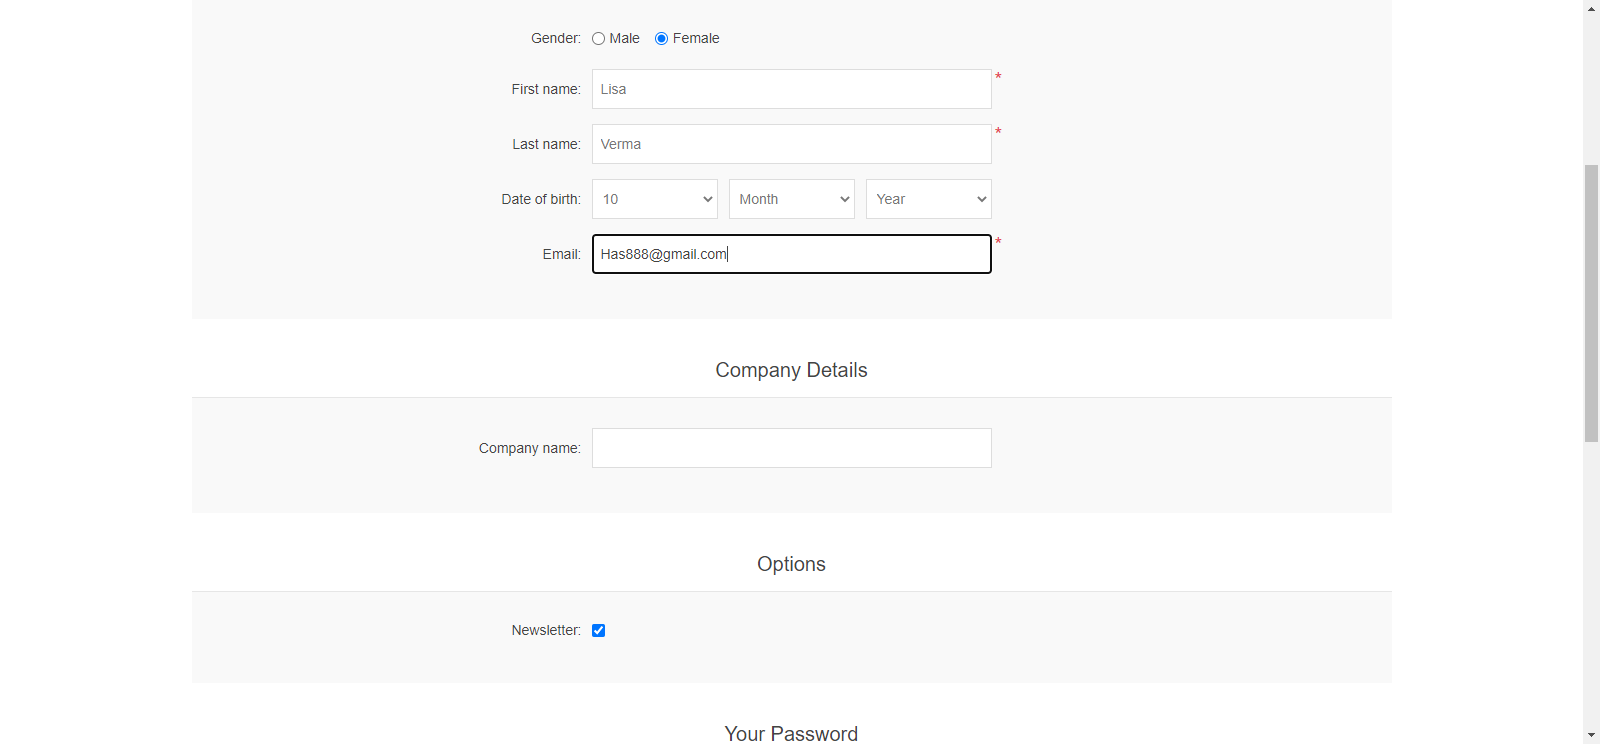 Gender: Male Female
First name: Lisa *
Last name: Verma *
Date of birth: 10 Month Year
Email: Has888@gmail.com *
Company Details
Company name:
Options
Newsletter:
Your Password